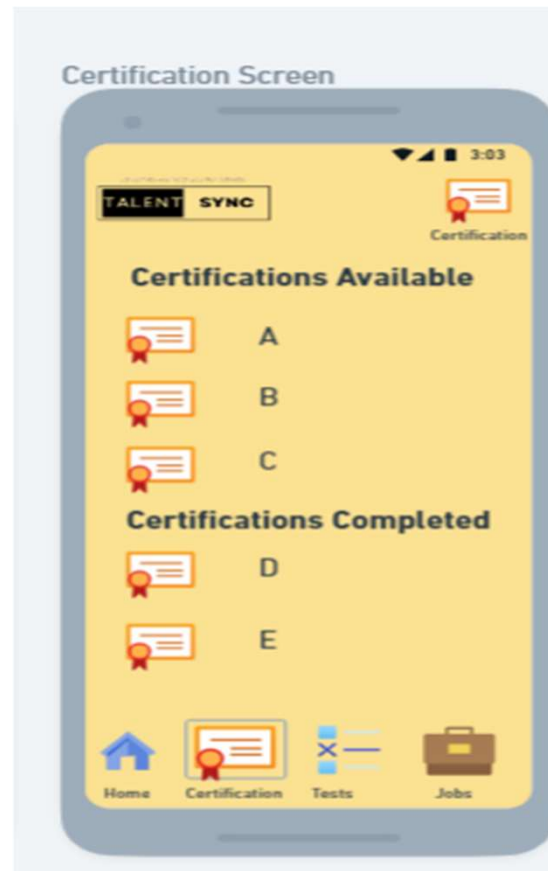 Certification Screen
3:03
TALENT SYNC
Certification
Certifications Available
A
B
C
Certifications Completed
D
E
Home Certification Tests Jobs